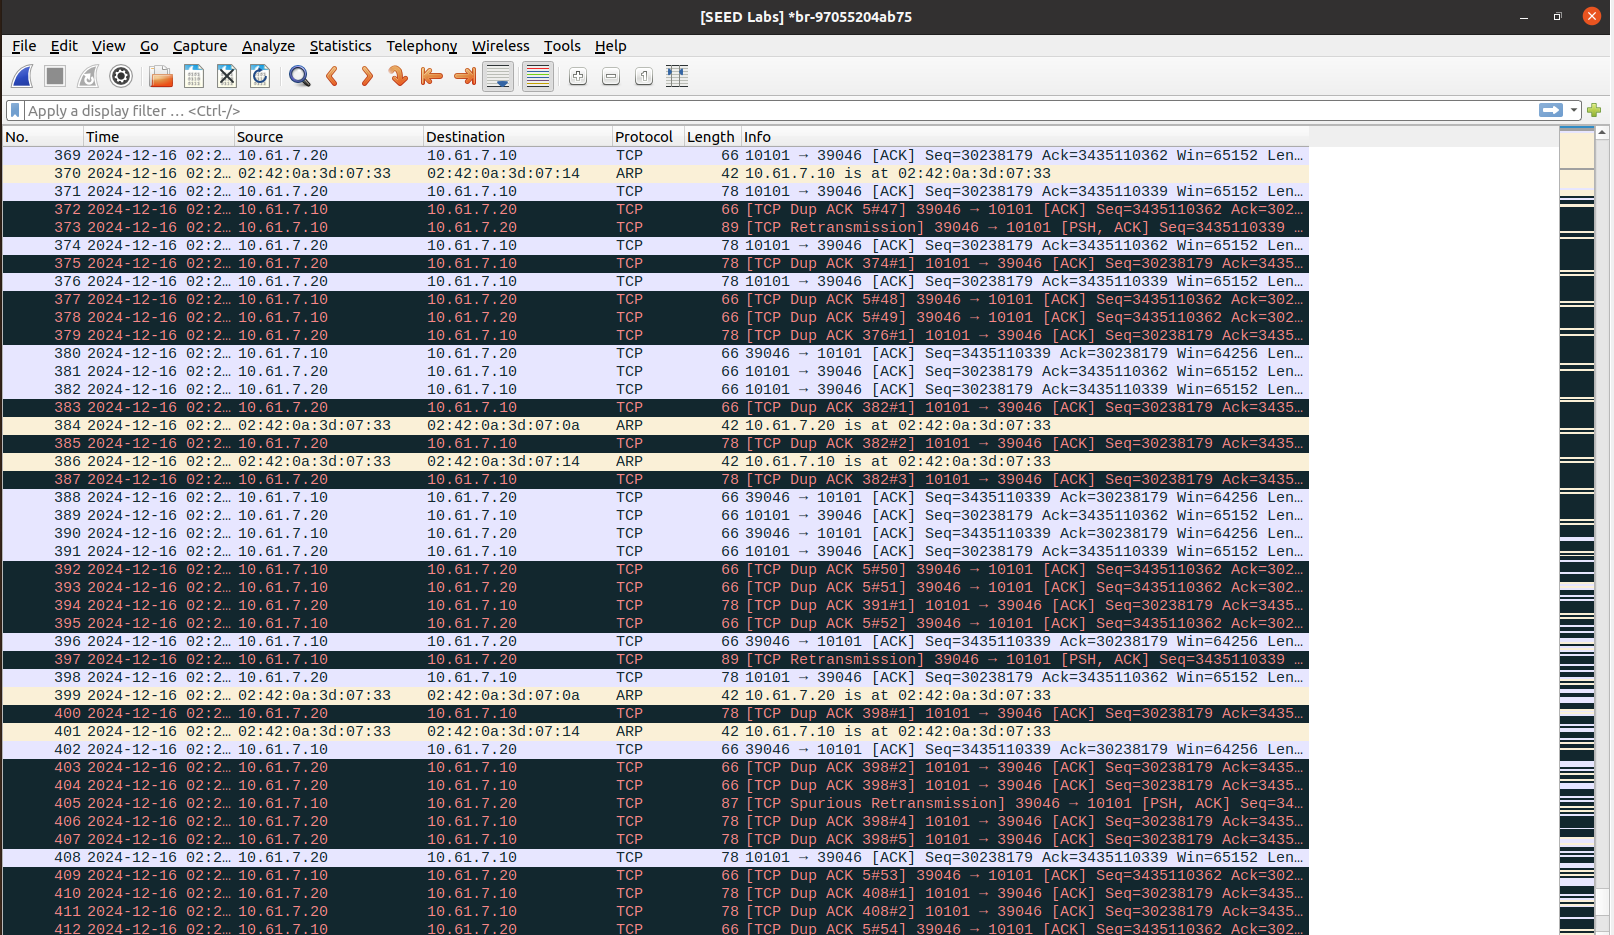 [SEED Labs] *br-97055204ab75
File Edit View Go Capture Analyze Statistics Telephony Wireless Tools Help
Apply a display filter … <Ctrl-/>
No. Time Source Destination Protocol Length Info
369 2024-12-16 02:2… 10.61.7.20 10.61.7.10 TCP 66 10101 → 39046 [ACK] Seq=30238179 Ack=3435110362 Win=65152 Len…
370 2024-12-16 02:2… 02:42:0a:3d:07:33 02:42:0a:3d:07:14 ARP 42 10.61.7.10 is at 02:42:0a:3d:07:33
371 2024-12-16 02:2… 10.61.7.20 10.61.7.10 TCP 78 10101 → 39046 [ACK] Seq=30238179 Ack=3435110339 Win=65152 Len…
372 2024-12-16 02:2… 10.61.7.10 10.61.7.20 TCP 66 [TCP Dup ACK 5#47] 39046 → 10101 [ACK] Seq=3435110362 Ack=302…
373 2024-12-16 02:2… 10.61.7.10 10.61.7.20 TCP 89 [TCP Retransmission] 39046 → 10101 [PSH, ACK] Seq=3435110339 …
374 2024-12-16 02:2… 10.61.7.20 10.61.7.10 TCP 78 10101 → 39046 [ACK] Seq=30238179 Ack=3435110362 Win=65152 Len…
375 2024-12-16 02:2… 10.61.7.20 10.61.7.10 TCP 78 [TCP Dup ACK 374#1] 10101 → 39046 [ACK] Seq=30238179 Ack=3435…
376 2024-12-16 02:2… 10.61.7.20 10.61.7.10 TCP 78 10101 → 39046 [ACK] Seq=30238179 Ack=3435110339 Win=65152 Len…
377 2024-12-16 02:2… 10.61.7.10 10.61.7.20 TCP 66 [TCP Dup ACK 5#48] 39046 → 10101 [ACK] Seq=3435110362 Ack=302…
378 2024-12-16 02:2… 10.61.7.10 10.61.7.20 TCP 66 [TCP Dup ACK 5#49] 39046 → 10101 [ACK] Seq=3435110362 Ack=302…
379 2024-12-16 02:2… 10.61.7.20 10.61.7.10 TCP 78 [TCP Dup ACK 376#1] 10101 → 39046 [ACK] Seq=30238179 Ack=3435…
380 2024-12-16 02:2… 10.61.7.10 10.61.7.20 TCP 66 39046 → 10101 [ACK] Seq=3435110339 Ack=30238179 Win=64256 Len…
381 2024-12-16 02:2… 10.61.7.20 10.61.7.10 TCP 66 10101 → 39046 [ACK] Seq=30238179 Ack=3435110362 Win=65152 Len…
382 2024-12-16 02:2… 10.61.7.20 10.61.7.10 TCP 66 10101 → 39046 [ACK] Seq=30238179 Ack=3435110339 Win=65152 Len…
383 2024-12-16 02:2… 10.61.7.20 10.61.7.10 TCP 66 [TCP Dup ACK 382#1] 10101 → 39046 [ACK] Seq=30238179 Ack=3435…
384 2024-12-16 02:2… 02:42:0a:3d:07:33 02:42:0a:3d:07:0a ARP 42 10.61.7.20 is at 02:42:0a:3d:07:33
385 2024-12-16 02:2… 10.61.7.20 10.61.7.10 TCP 78 [TCP Dup ACK 382#2] 10101 → 39046 [ACK] Seq=30238179 Ack=3435…
386 2024-12-16 02:2… 02:42:0a:3d:07:33 02:42:0a:3d:07:14 ARP 42 10.61.7.10 is at 02:42:0a:3d:07:33
387 2024-12-16 02:2… 10.61.7.20 10.61.7.10 TCP 78 [TCP Dup ACK 382#3] 10101 → 39046 [ACK] Seq=30238179 Ack=3435…
388 2024-12-16 02:2… 10.61.7.10 10.61.7.20 TCP 66 39046 → 10101 [ACK] Seq=3435110339 Ack=30238179 Win=64256 Len…
389 2024-12-16 02:2… 10.61.7.20 10.61.7.10 TCP 66 10101 → 39046 [ACK] Seq=30238179 Ack=3435110362 Win=65152 Len…
390 2024-12-16 02:2… 10.61.7.10 10.61.7.20 TCP 66 39046 → 10101 [ACK] Seq=3435110339 Ack=30238179 Win=64256 Len…
391 2024-12-16 02:2… 10.61.7.20 10.61.7.10 TCP 66 10101 → 39046 [ACK] Seq=30238179 Ack=3435110339 Win=65152 Len…
392 2024-12-16 02:2… 10.61.7.10 10.61.7.20 TCP 66 [TCP Dup ACK 5#50] 39046 → 10101 [ACK] Seq=3435110362 Ack=302…
393 2024-12-16 02:2… 10.61.7.10 10.61.7.20 TCP 66 [TCP Dup ACK 5#51] 39046 → 10101 [ACK] Seq=3435110362 Ack=302…
394 2024-12-16 02:2… 10.61.7.20 10.61.7.10 TCP 78 [TCP Dup ACK 391#1] 10101 → 39046 [ACK] Seq=30238179 Ack=3435…
395 2024-12-16 02:2… 10.61.7.10 10.61.7.20 TCP 66 [TCP Dup ACK 5#52] 39046 → 10101 [ACK] Seq=3435110362 Ack=302…
396 2024-12-16 02:2… 10.61.7.10 10.61.7.20 TCP 66 39046 → 10101 [ACK] Seq=3435110339 Ack=30238179 Win=64256 Len…
397 2024-12-16 02:2… 10.61.7.10 10.61.7.20 TCP 89 [TCP Retransmission] 39046 → 10101 [PSH, ACK] Seq=3435110339 …
398 2024-12-16 02:2… 10.61.7.20 10.61.7.10 TCP 78 10101 → 39046 [ACK] Seq=30238179 Ack=3435110362 Win=65152 Len…
399 2024-12-16 02:2… 02:42:0a:3d:07:33 02:42:0a:3d:07:0a ARP 42 10.61.7.20 is at 02:42:0a:3d:07:33
400 2024-12-16 02:2… 10.61.7.20 10.61.7.10 TCP 78 [TCP Dup ACK 398#1] 10101 → 39046 [ACK] Seq=30238179 Ack=3435…
401 2024-12-16 02:2… 02:42:0a:3d:07:33 02:42:0a:3d:07:14 ARP 42 10.61.7.10 is at 02:42:0a:3d:07:33
402 2024-12-16 02:2… 10.61.7.10 10.61.7.20 TCP 66 39046 → 10101 [ACK] Seq=3435110339 Ack=30238179 Win=64256 Len…
403 2024-12-16 02:2… 10.61.7.20 10.61.7.10 TCP 66 [TCP Dup ACK 398#2] 10101 → 39046 [ACK] Seq=30238179 Ack=3435…
404 2024-12-16 02:2… 10.61.7.20 10.61.7.10 TCP 66 [TCP Dup ACK 398#3] 10101 → 39046 [ACK] Seq=30238179 Ack=3435…
405 2024-12-16 02:2… 10.61.7.10 10.61.7.20 TCP 87 [TCP Spurious Retransmission] 39046 → 10101 [PSH, ACK] Seq=34…
406 2024-12-16 02:2… 10.61.7.20 10.61.7.10 TCP 78 [TCP Dup ACK 398#4] 10101 → 39046 [ACK] Seq=30238179 Ack=3435…
407 2024-12-16 02:2… 10.61.7.20 10.61.7.10 TCP 78 [TCP Dup ACK 398#5] 10101 → 39046 [ACK] Seq=30238179 Ack=3435…
408 2024-12-16 02:2… 10.61.7.20 10.61.7.10 TCP 78 10101 → 39046 [ACK] Seq=30238179 Ack=3435110339 Win=65152 Len…
409 2024-12-16 02:2… 10.61.7.10 10.61.7.20 TCP 66 [TCP Dup ACK 5#53] 39046 → 10101 [ACK] Seq=3435110362 Ack=302…
410 2024-12-16 02:2… 10.61.7.20 10.61.7.10 TCP 78 [TCP Dup ACK 408#1] 10101 → 39046 [ACK] Seq=30238179 Ack=3435…
411 2024-12-16 02:2… 10.61.7.20 10.61.7.10 TCP 78 [TCP Dup ACK 408#2] 10101 → 39046 [ACK] Seq=30238179 Ack=3435…
412 2024-12-16 02:2… 10.61.7.10 10.61.7.20 TCP 66 [TCP Dup ACK 5#54] 39046 → 10101 [ACK] Seq=3435110362 Ack=302…